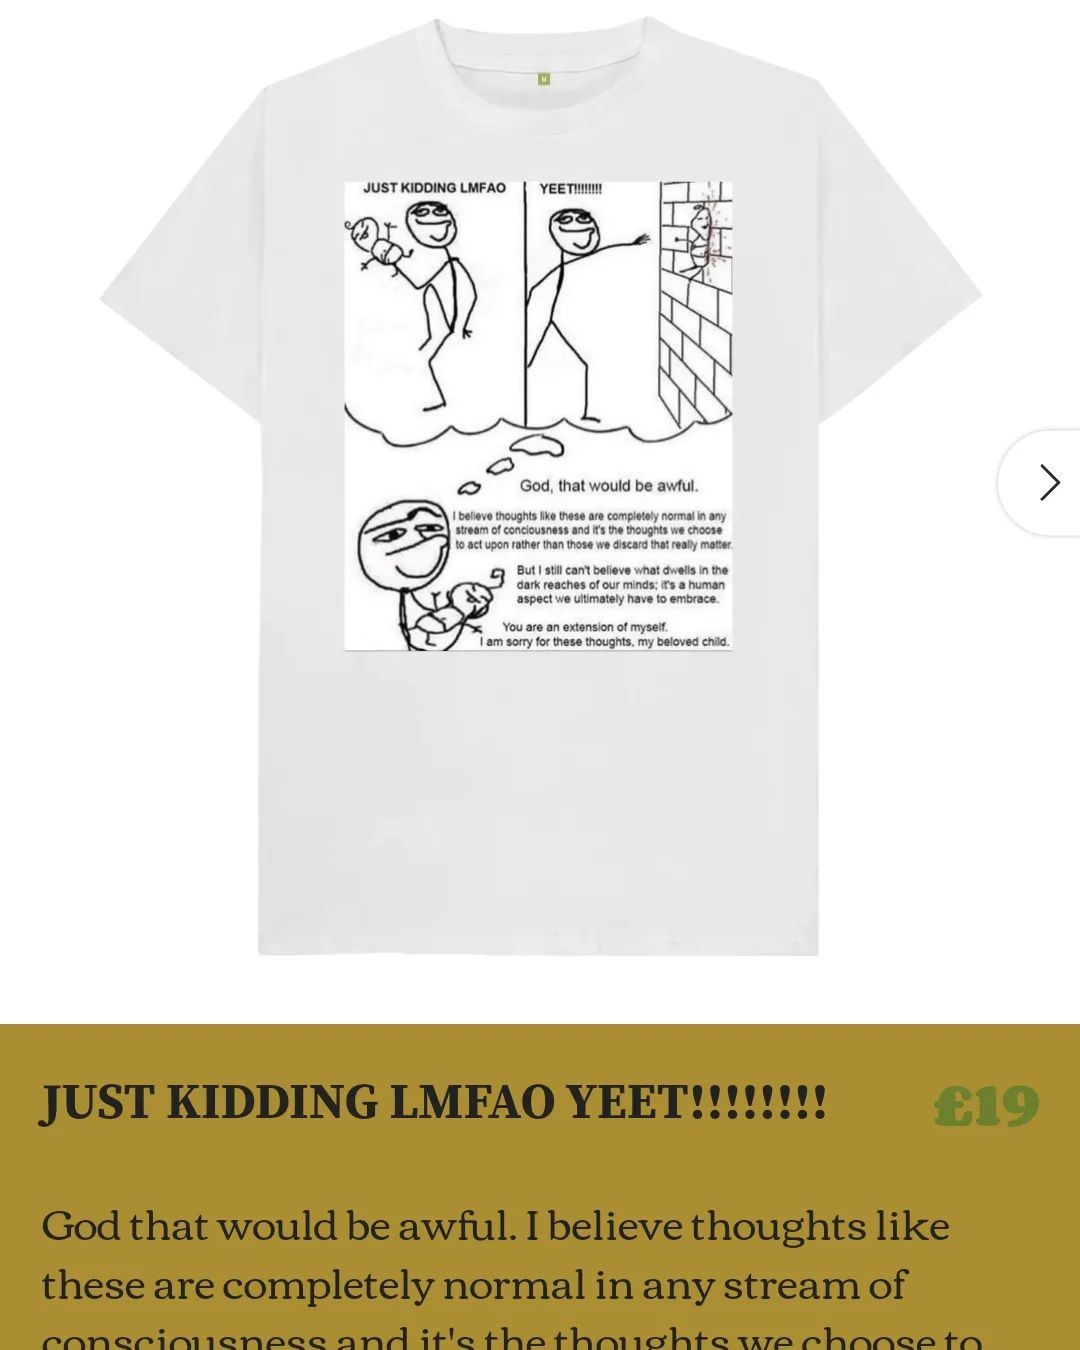 M
JUST KIDDING LMFAO
YEET!!!!!!!!
God, that would be awful.
I believe thoughts like these are completely normal in any
stream of conciousness and it's the thoughts we choose
to act upon rather than those we discard that really matter.
But I still can't believe what dwells in the
dark reaches of our minds; it's a human
aspect we ultimately have to embrace.
You are an extension of myself.
I am sorry for these thoughts, my beloved child.
JUST KIDDING LMFAO YEET!!!!!!!!
£19
God that would be awful. I believe thoughts like
these are completely normal in any stream of
consciousness and it's the thoughts we choose to